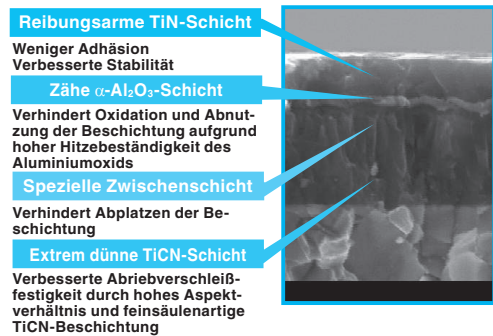 Reibungsarme TiN-Schicht
Weniger Adhäsion
Verbesserte Stabilität
Zähe α-Al₂O₃-Schicht
Verhindert Oxidation und Abnut-
zung der Beschichtung aufgrund
hoher Hitzebeständigkeit des
Aluminiumoxids
Spezielle Zwischenschicht
Verhindert Abplatzen der Be-
schichtung
Extrem dünne TiCN-Schicht
Verbesserte Abriebverschleiß-
festigkeit durch hohes Aspekt-
verhältnis und feinsäulenartige
TiCN-Beschichtung